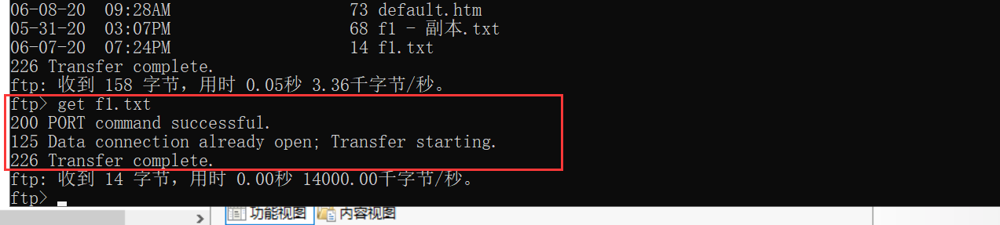 06-08-20  09:28AM                   73 default.htm
05-31-20  03:07PM                   68 f1 - 副本.txt
06-07-20  07:24PM                   14 f1.txt
226 Transfer complete.
ftp: 收到 158 字节，用时 0.05秒 3.36千字节/秒。
ftp> get f1.txt
200 PORT command successful.
125 Data connection already open; Transfer starting.
226 Transfer complete.
ftp: 收到 14 字节，用时 0.00秒 14000.00千字节/秒。
ftp>
功能视图 内容视图